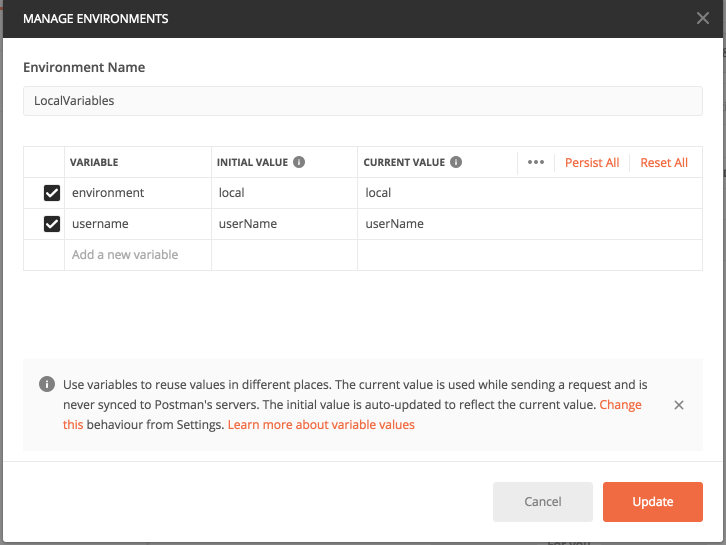 MANAGE ENVIRONMENTS
Environment Name
LocalVariables
VARIABLE INITIAL VALUE CURRENT VALUE Persist All Reset All
environment local local
username userName userName
Add a new variable
Use variables to reuse values in different places. The current value is used while sending a request and is
never synced to Postman's servers. The initial value is auto-updated to reflect the current value. Change
this behaviour from Settings. Learn more about variable values
Cancel Update
For you